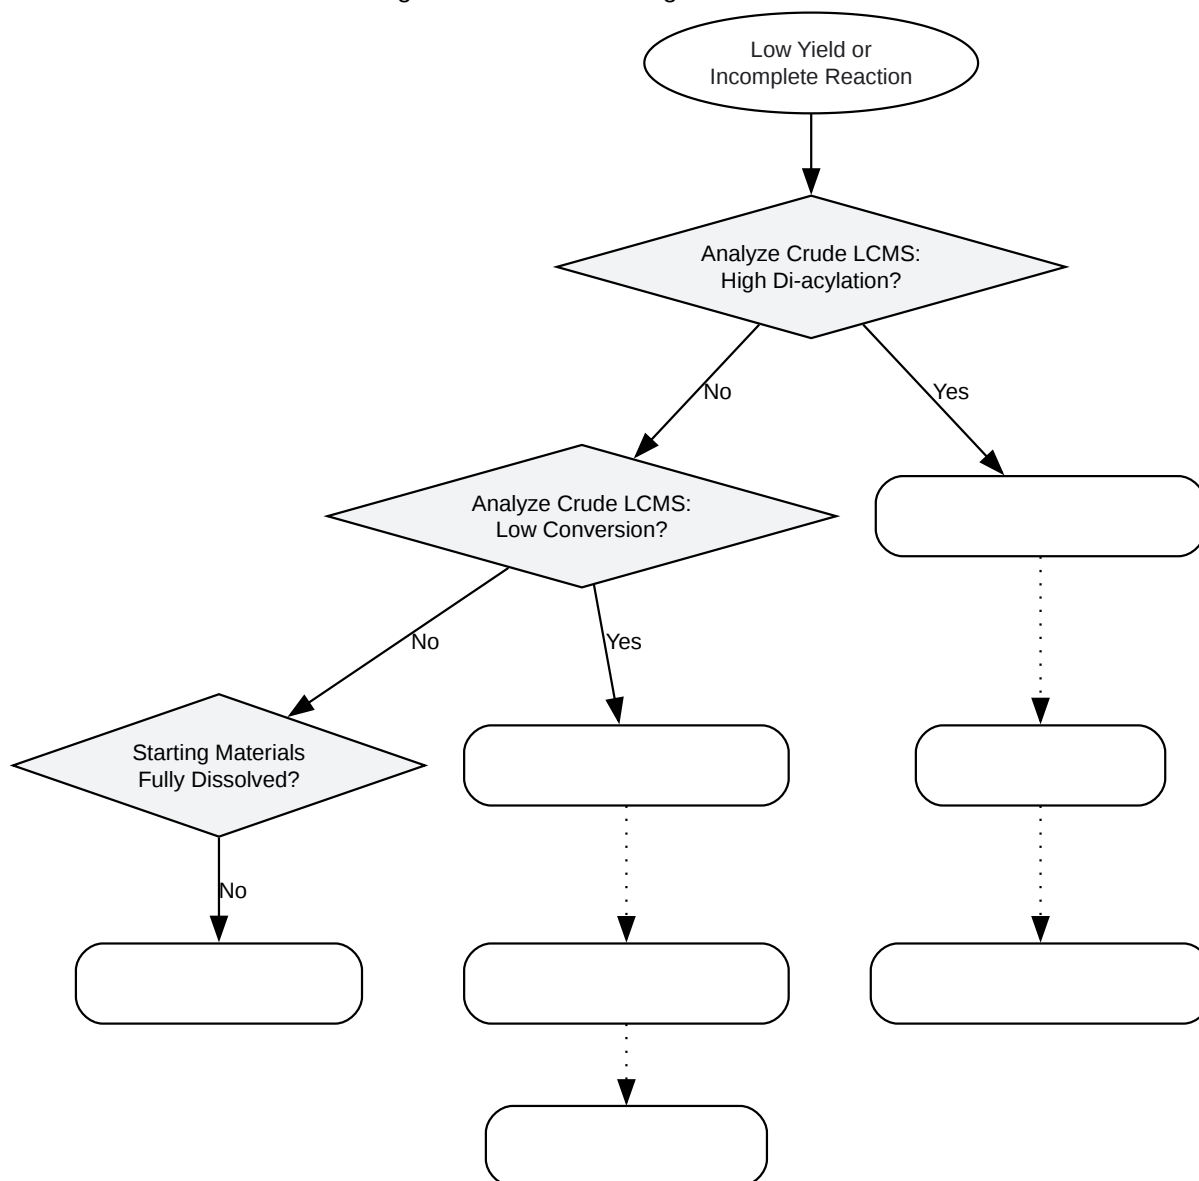 Low Yield or
Incomplete Reaction
Analyze Crude LCMS:
High Di-acylation?
No
Yes
Analyze Crude LCMS:
Low Conversion?
No
Yes
Starting Materials
Fully Dissolved?
No